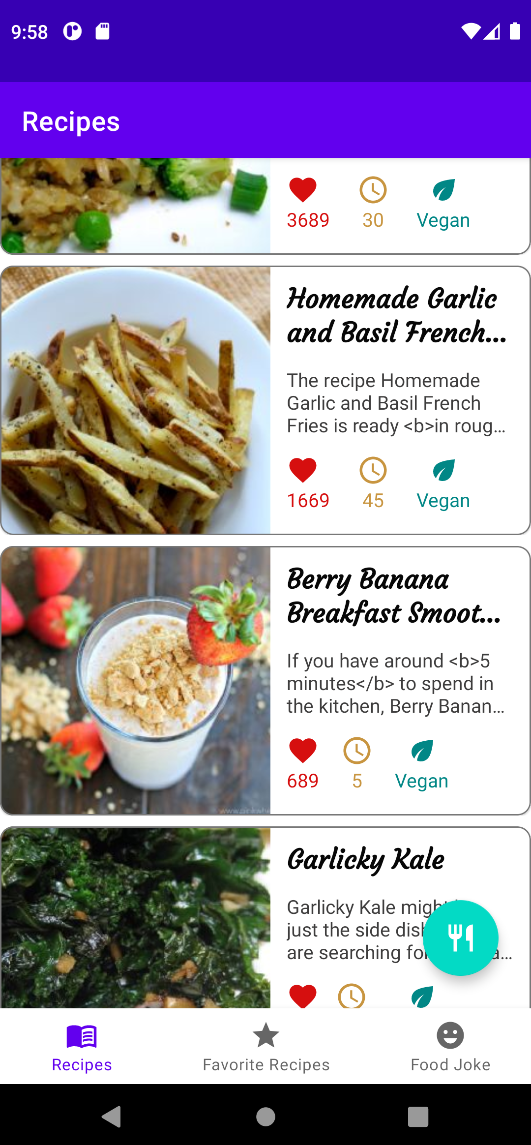 9:58
Recipes
3689 30 Vegan
Homemade Garlic
and Basil French...
The recipe Homemade
Garlic and Basil French
Fries is ready <b>in roug...
1669 45 Vegan
Berry Banana
Breakfast Smoot...
If you have around <b>5
minutes</b> to spend in
the kitchen, Berry Banan...
689 5 Vegan
Garlicky Kale
Garlicky Kale might
just the side
are searching
Recipes Favorite Recipes Food Joke